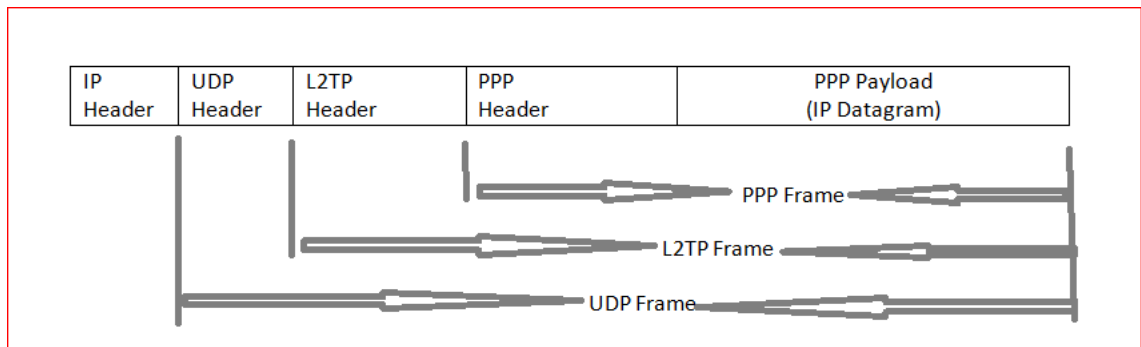 IP Header
UDP Header
L2TP Header
PPP Header
PPP Payload
(IP Datagram)
PPP Frame
L2TP Frame
UDP Frame